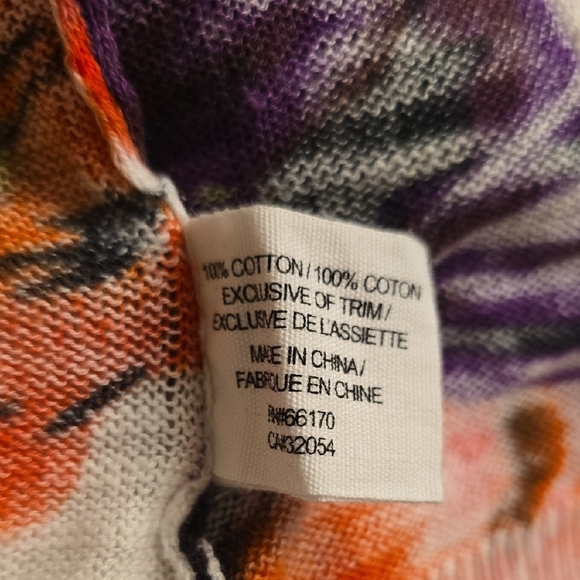 100% COTTON / 100% COTON
EXCLUSIVE OF TRIM /
EXCLUSIVE DE L'ASSIETTE
MADE IN CHINA /
FABRIQUE EN CHINE
RN#66170
CA#32054